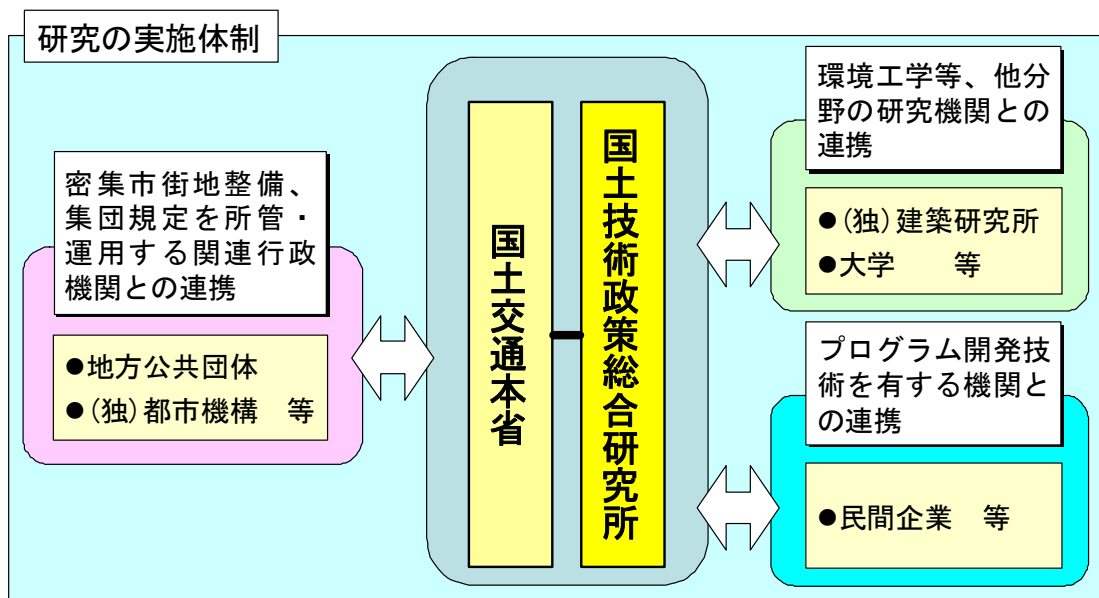 研究の実施体制
密集市街地整備、
集団規定を所管・
運用する関連行政
機関との連携
●地方公共団体
●(独)都市機構　等
国土交通本省
国土技術政策総合研究所
環境工学等、他分
野の研究機関との
連携
●(独)建築研究所
●大学　　等
プログラム開発技
術を有する機関と
の連携
●民間企業　等